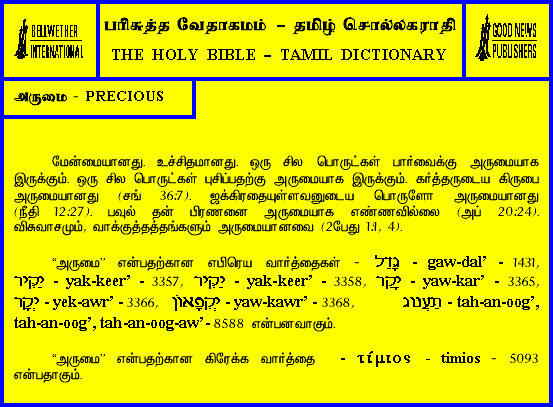 BELLWETHER
INTERNATIONAL
பரிசுத்த வேதாகமம் – தமிழ் சொல்லகராதி
THE HOLY BIBLE – TAMIL DICTIONARY
GOOD NEWS
PUBLISHERS
அருமை - PRECIOUS
மேன்மையானது. உச்சிதமானது. ஒரு சில பொருட்கள் பார்வைக்கு அருமையாக
இருக்கும். ஒரு சில பொருட்கள் புசிப்பதற்கு அருமையாக இருக்கும். கர்த்தருடைய கிருபை
அருமையானது (சங் 36:7). ஜக்கிரதையுள்ளவனுடைய பொருளோ அருமையானது
(நீதி 12:27). பவுல் தன் பிரணனை அருமையாக எண்ணவில்லை (அப் 20:24).
விசுவாசமும், வாக்குத்தத்தங்களும் அருமையானவை (2பேது 1:1, 4).
“அருமை” என்பதற்கான எபிரெய வார்த்தைகள் - גָּדַל - gaw-dal’ - 1431,
יַקִּיר - yak-keer’ - 3357, יַקִּיר - yak-keer’ - 3358, יָקָר - yaw-kar’ - 3365,
יְקָר - yek-awr’ - 3366, יְקָפָאוֹן - yaw-kawr’ - 3368, תַּעֲנוּג - tah-an-oog’,
tah-an-oog’, tah-an-oog-aw’ - 8588 என்பனவாகும்.
“அருமை” என்பதற்கான கிரேக்க வார்த்தை - τίμιος - timios - 5093
என்பதாகும்.